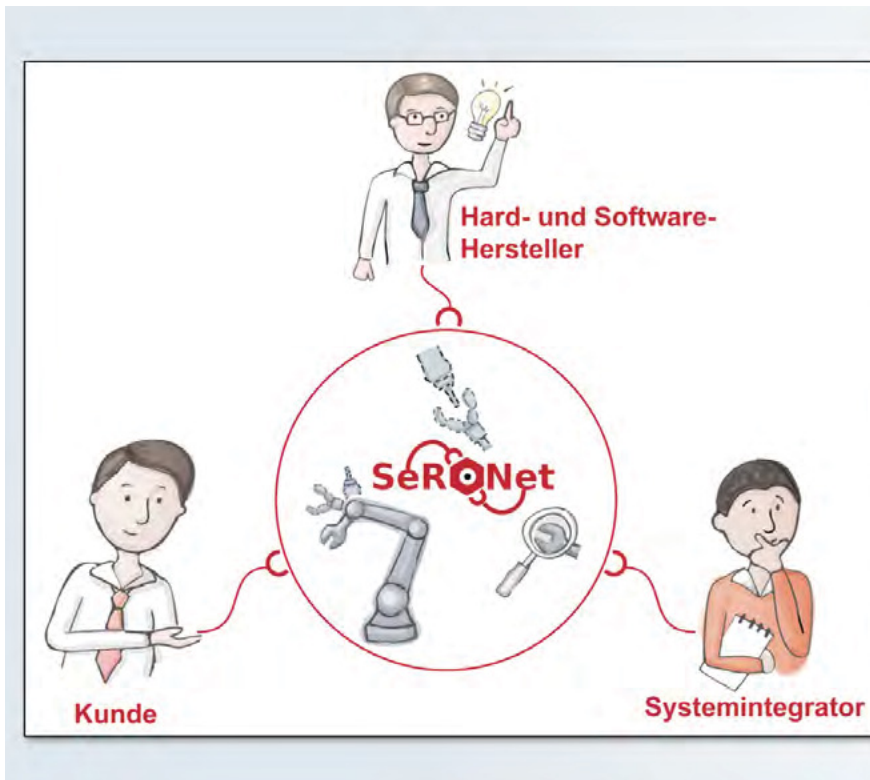 Hard- und Software-
Hersteller
SeRONet
Kunde
Systemintegrator